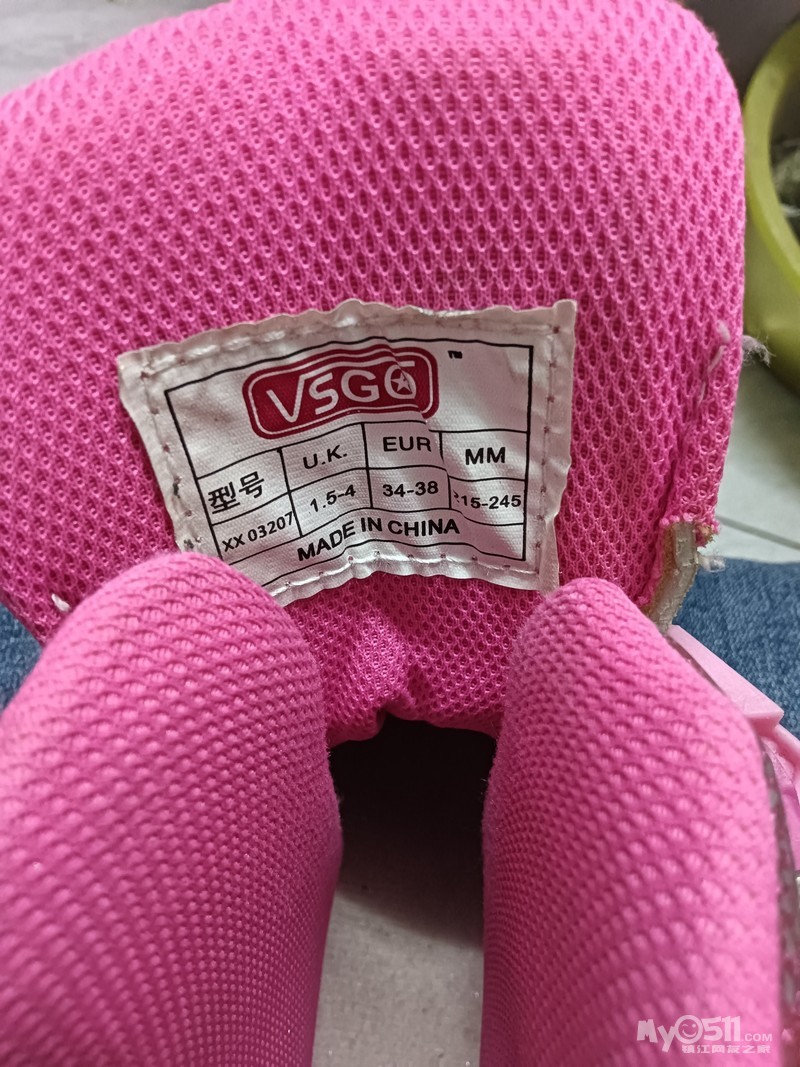 VSGO
型号 U.K. EUR MM
XX 03207 1.5-4 34-38 215-245
MADE IN CHINA
My0511.COM
镇江网友之家